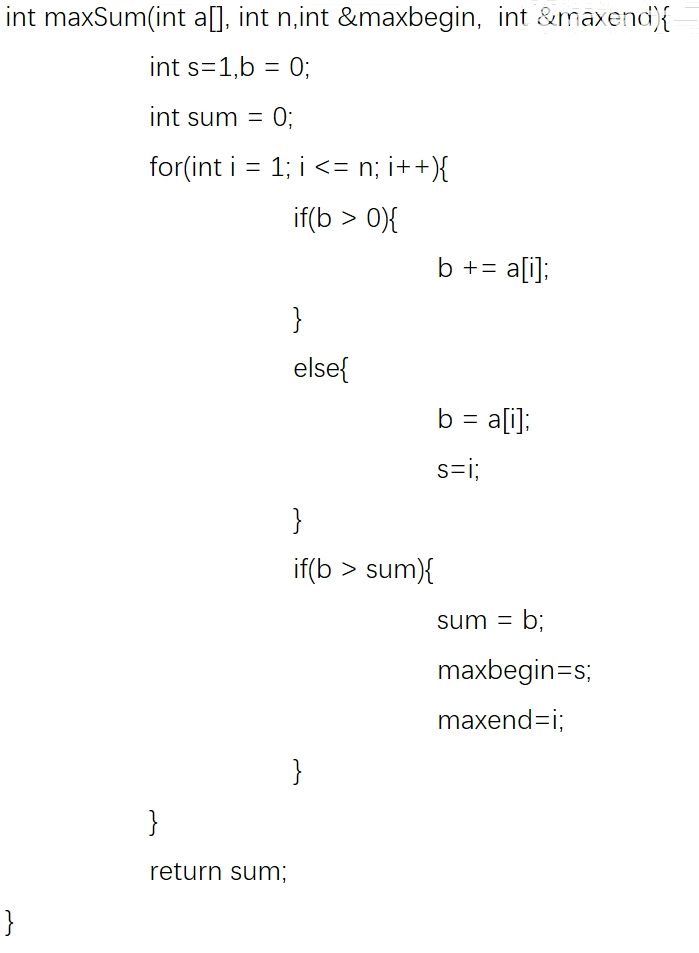 int maxSum(int a[], int n,int &maxbegin, int &maxend){
int s=1,b = 0;
int sum = 0;
for(int i = 1; i <= n; i++){
if(b > 0){
b += a[i];
}
else{
b = a[i];
s=i;
}
if(b > sum){
sum = b;
maxbegin=s;
maxend=i;
}
}
return sum;
}